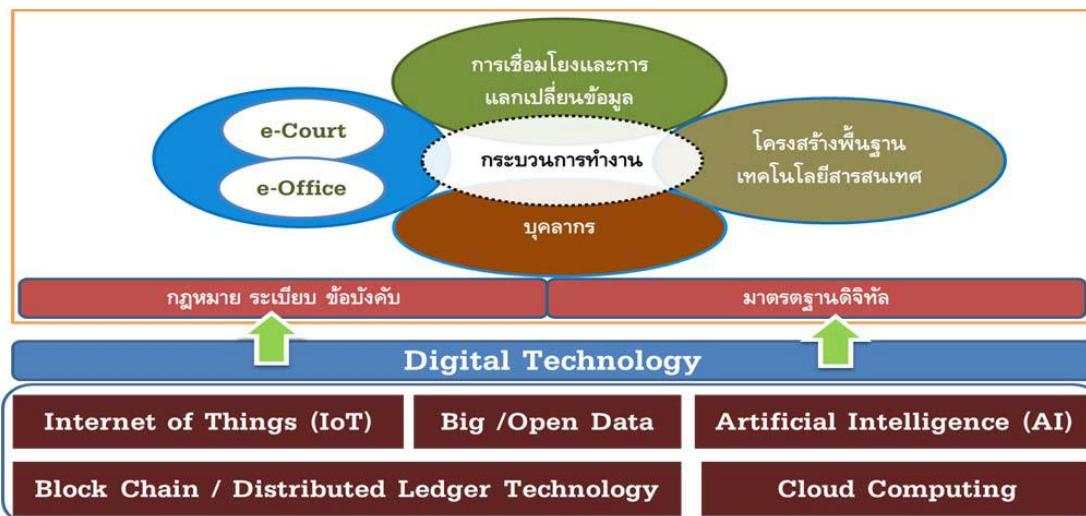 การเชื่อมโยงและการ
แลกเปลี่ยนข้อมูล
e-Court
e-Office
กระบวนการทำงาน
โครงสร้างพื้นฐาน
เทคโนโลยีสารสนเทศ
บุคลากร
กฎหมาย ระเบียบ ข้อบังคับ
มาตรตฐานดิจิทัล
Digital Technology
Internet of Things (IoT)
Big /Open Data
Artificial Intelligence (AI)
Block Chain / Distributed Ledger Technology
Cloud Computing